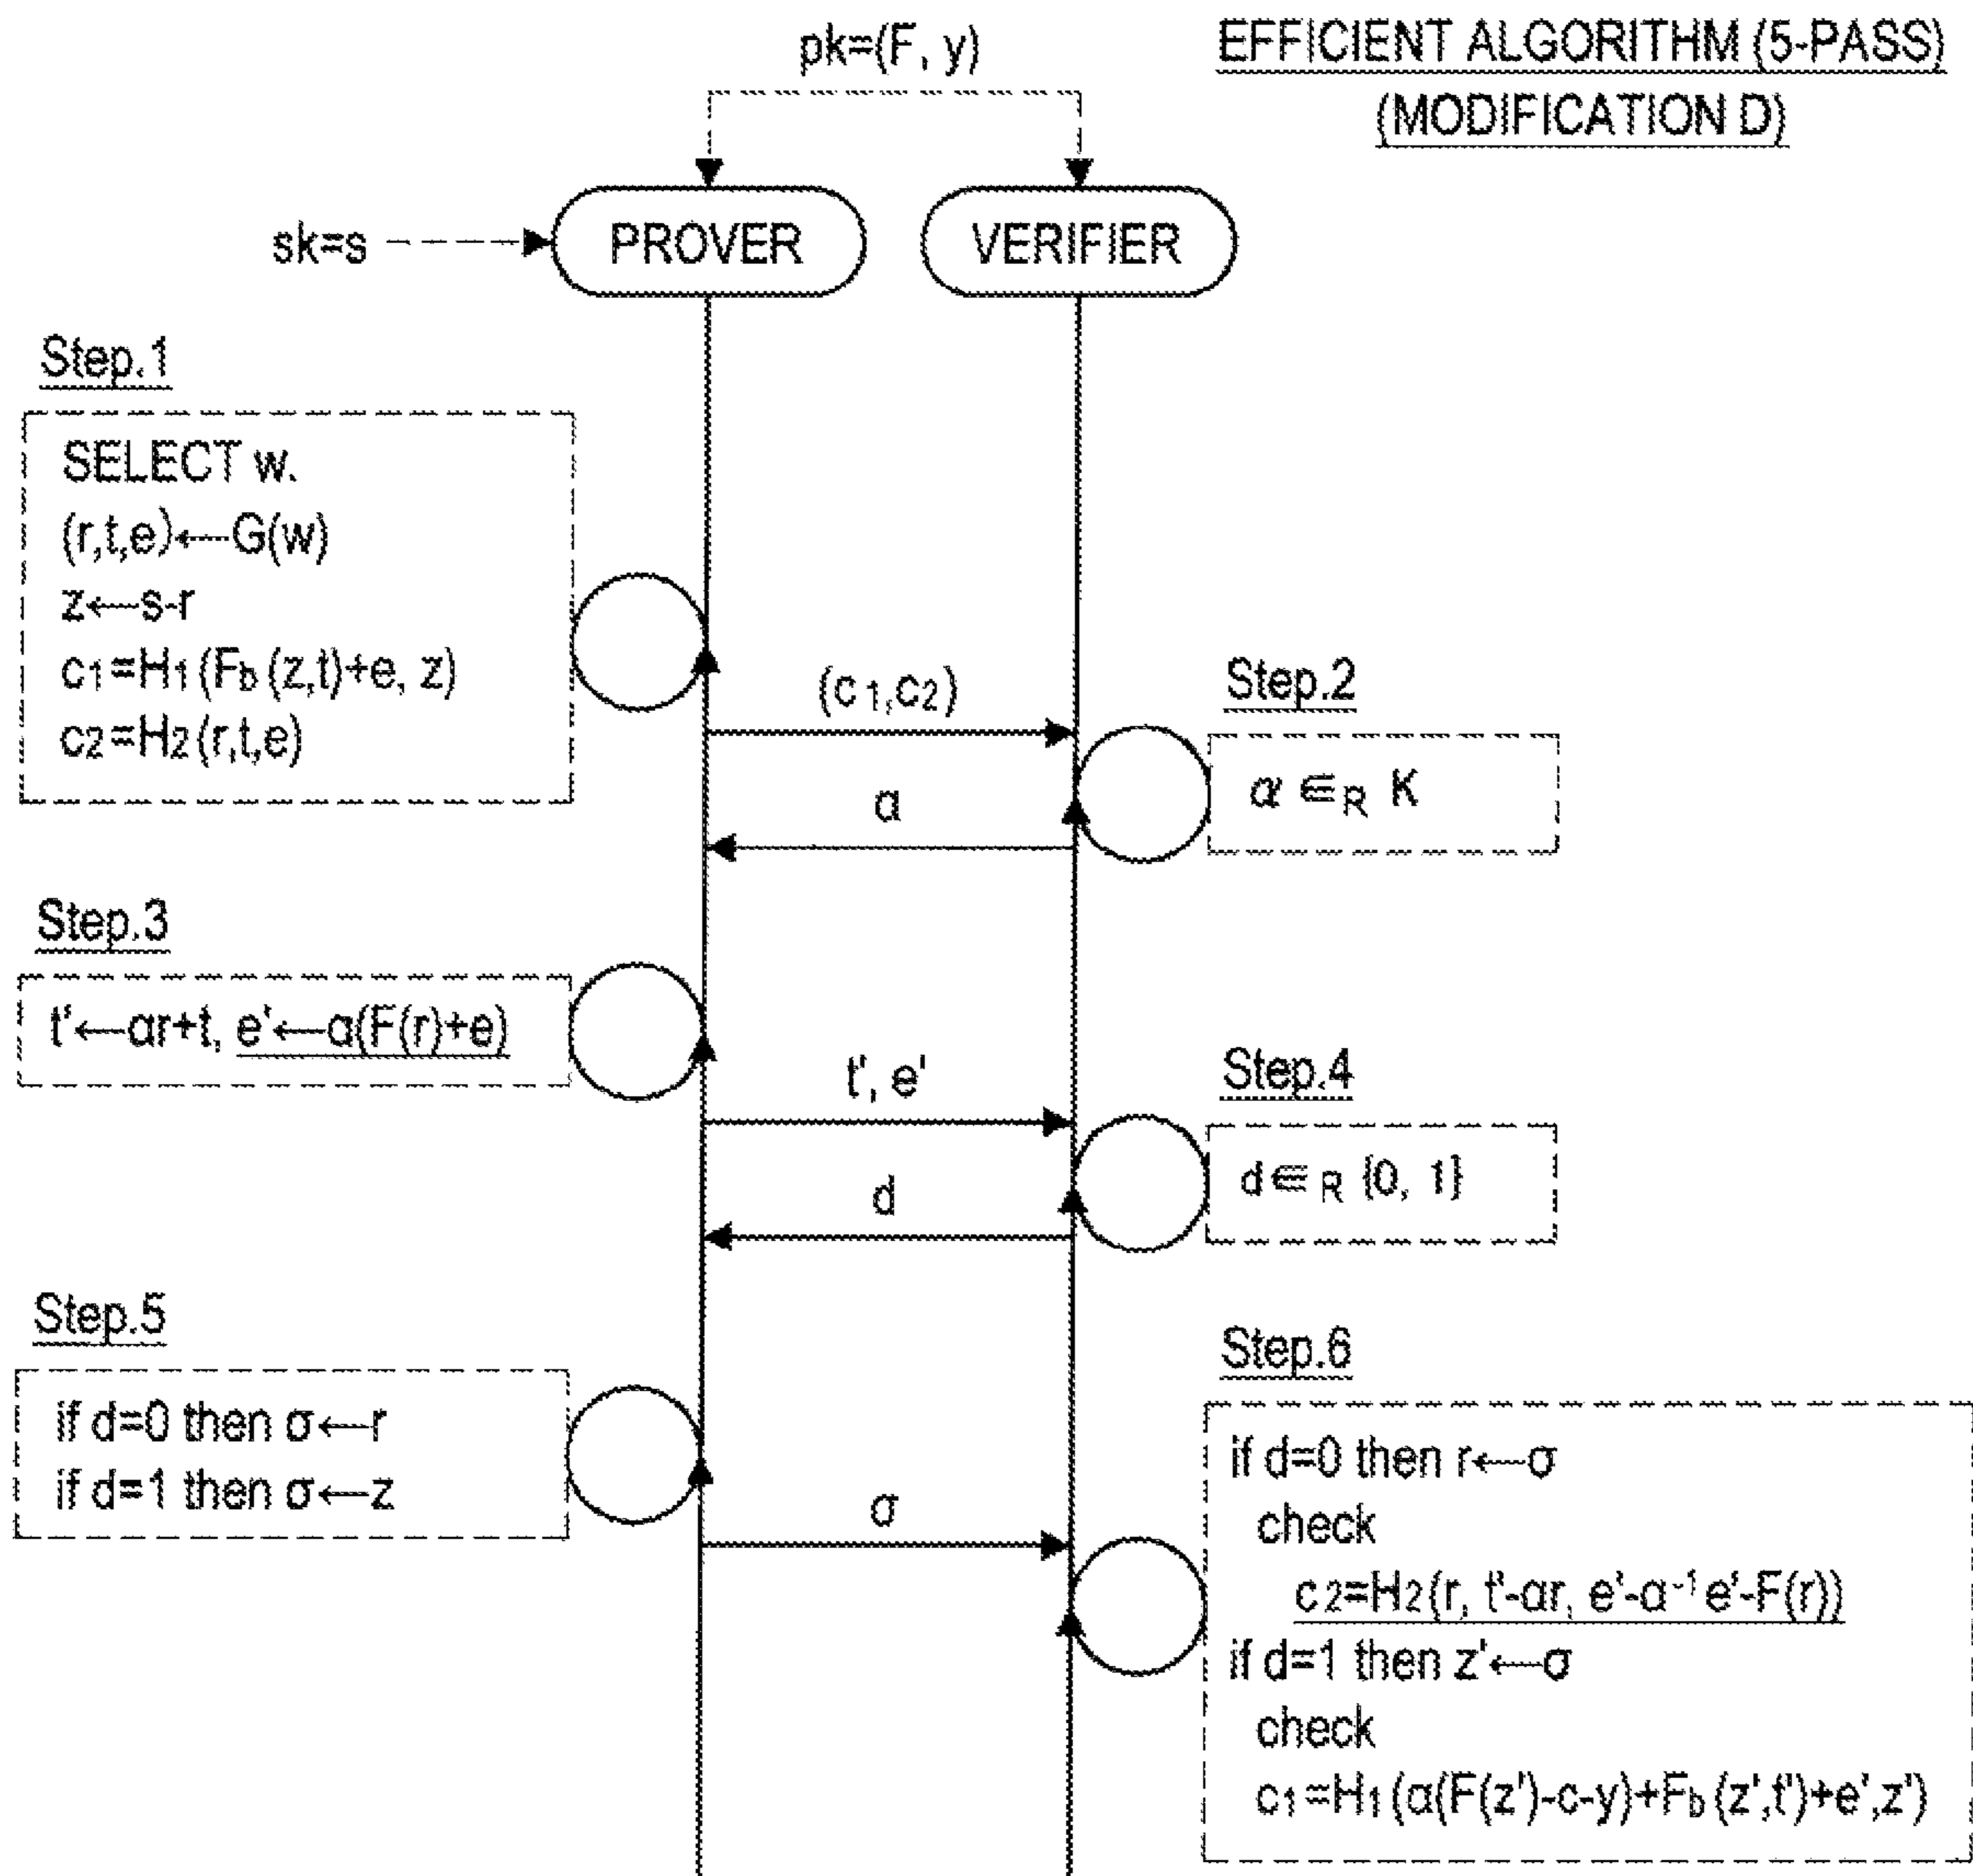 EFFICIENT ALGORITHM (5-PASS)
(MODIFICATION D)
pk=(F, y)
sk=s
PROVER
VERIFIER
Step.1
SELECT w.
(r,t,e)←G(w)
z←s-r
c1=H1(Fb(z,t)+e, z)
c2=H2(r,t,e)
(c1,c2)
Step.2
α ∈R K
α
Step.3
t'←αr+t, e'←α(F(r)+e)
t', e'
Step.4
d∈R {0, 1}
d
Step.5
if d=0 then σ←r
if d=1 then σ←z
σ
Step.6
if d=0 then r←σ
check
c2=H2(r, t'-αr, e'-α-1 e'-F(r))
if d=1 then z'←σ
check
c1=H1(α(F(z')-c-y)+Fb(z',t')+e',z')